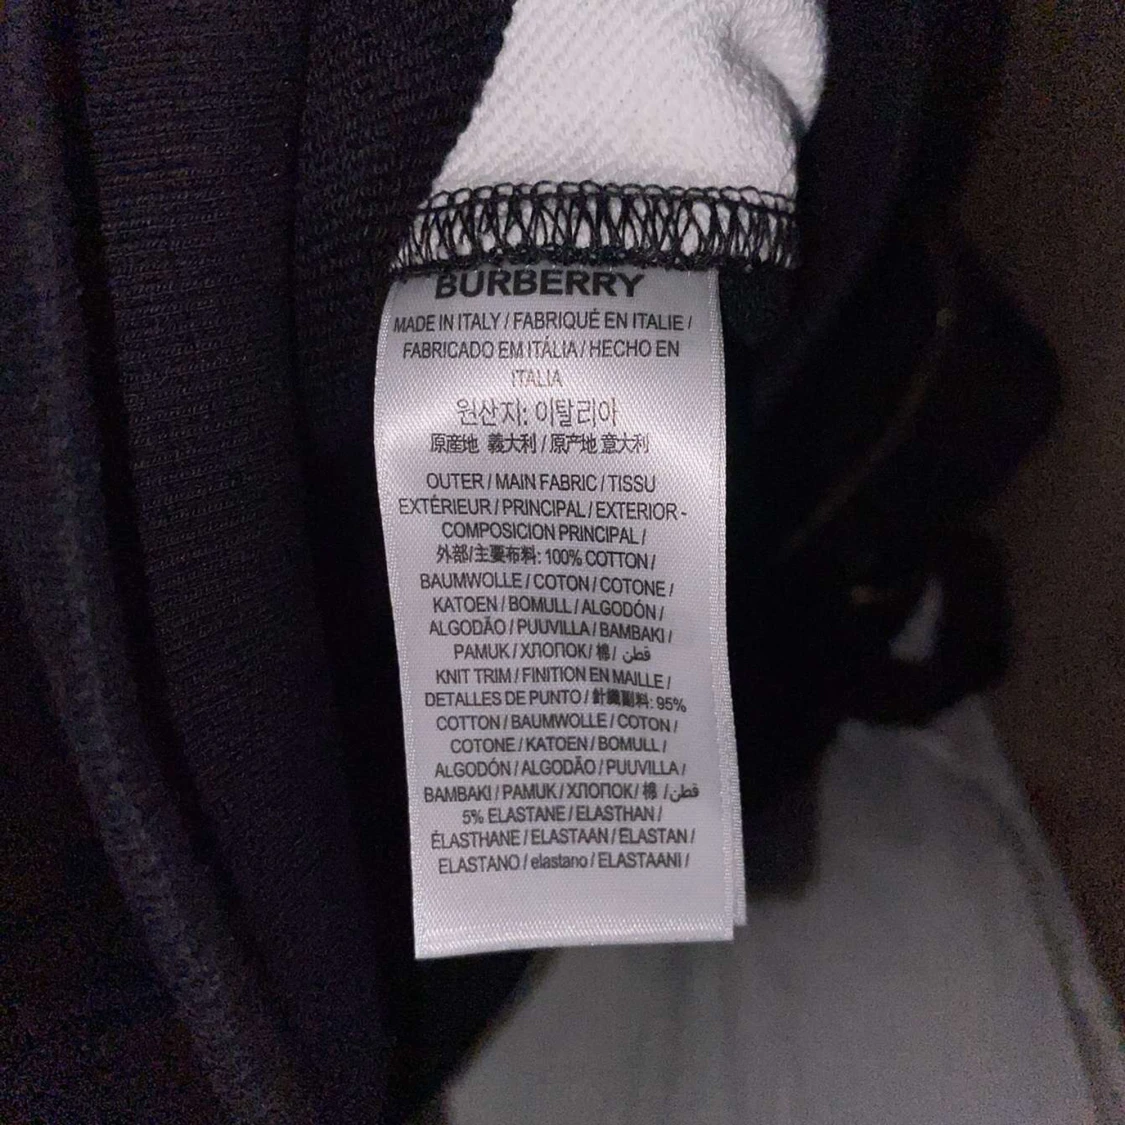 BURBERRY
MADE IN ITALY / FABRIQUÉ EN ITALIE /
FABRICADO EM ITÁLIA / HECHO EN
ITALIA
원산지: 이탈리아
原産地 義大利 / 原产地 意大利
OUTER / MAIN FABRIC / TISSU
EXTÉRIEUR / PRINCIPAL / EXTERIOR -
COMPOSICION PRINCIPAL /
外部/主要布料: 100% COTTON /
BAUMWOLLE / COTON / COTONE /
KATOEN / BOMULL / ALGODÓN /
ALGODÃO / PUUVILLA / BAMBAKI /
PAMUK / ХЛОПОК / 棉 / قطن
KNIT TRIM / FINITION EN MAILLE /
DETALLES DE PUNTO / 針織副料: 95%
COTTON / BAUMWOLLE / COTON /
COTONE / KATOEN / BOMULL /
ALGODÓN / ALGODÃO / PUUVILLA /
BAMBAKI / PAMUK / ХЛОПОК / 棉 / قطن
5% ELASTANE / ELASTHAN /
ÉLASTHANE / ELASTAAN / ELASTAN /
ELASTANO / elastano / ELASTAANI /